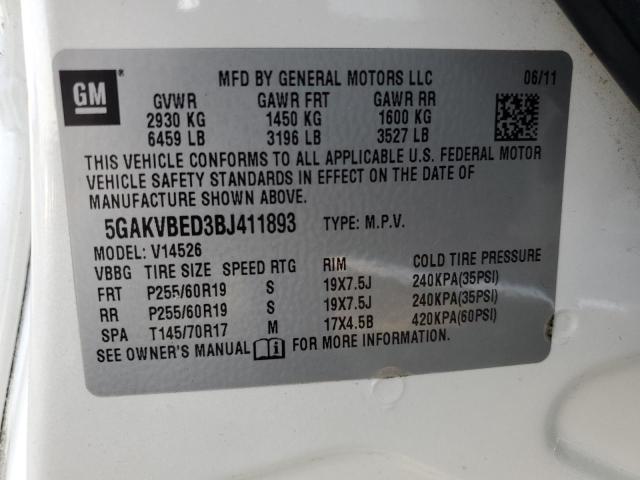 GM
MFD BY GENERAL MOTORS LLC 06/11
GVWR GAWR FRT GAWR RR
2930 KG 1450 KG 1600 KG
6459 LB 3196 LB 3527 LB
THIS VEHICLE CONFORMS TO ALL APPLICABLE U.S. FEDERAL MOTOR
VEHICLE SAFETY STANDARDS IN EFFECT ON THE DATE OF
MANUFACTURE SHOWN ABOVE.
5GAKVBED3BJ411893 TYPE: M.P.V.
MODEL: V14526
VBBG TIRE SIZE SPEED RTG RIM COLD TIRE PRESSURE
FRT P255/60R19 S 19X7.5J 240KPA(35PSI)
RR P255/60R19 S 19X7.5J 240KPA(35PSI)
SPA T145/70R17 M 17X4.5B 420KPA(60PSI)
SEE OWNER'S MANUAL FOR MORE INFORMATION.